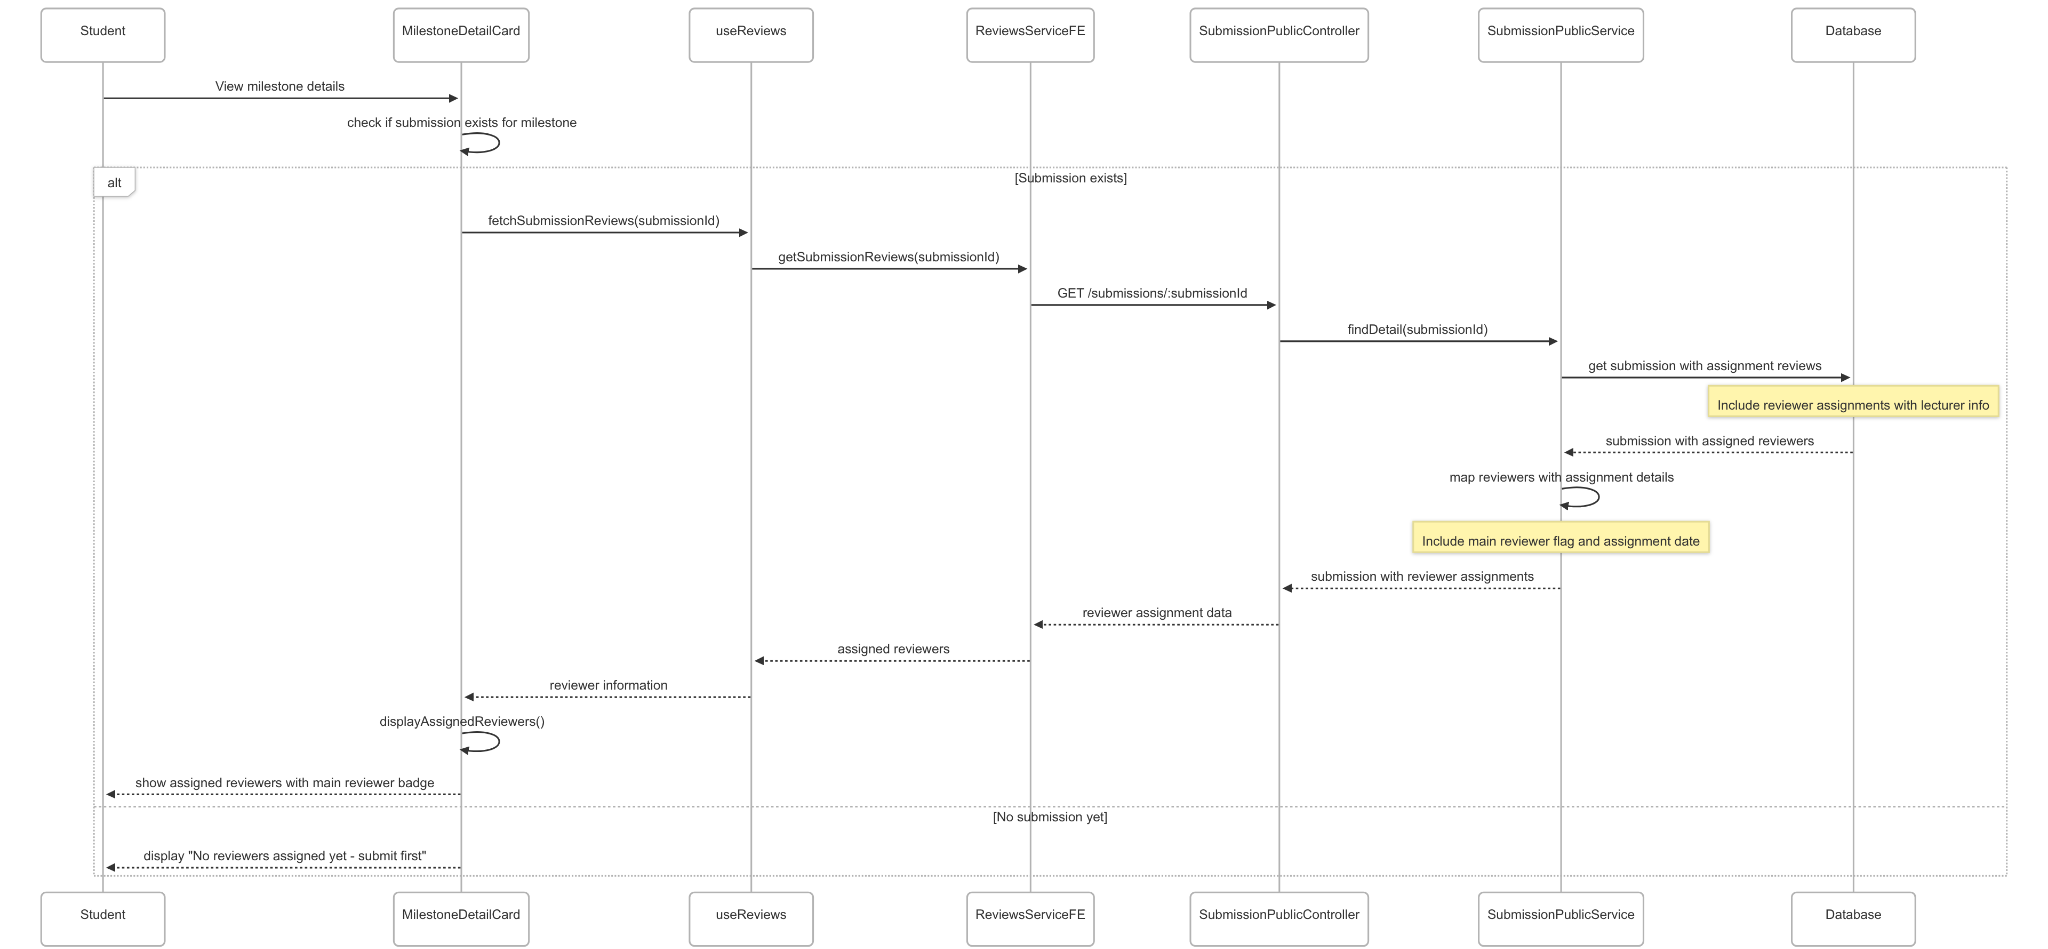 Student
MilestoneDetailCard
useReviews
ReviewsServiceFE
SubmissionPublicController
SubmissionPublicService
Database
View milestone details
check if submission exists for milestone
alt
[Submission exists]
fetchSubmissionReviews(submissionId)
getSubmissionReviews(submissionId)
GET /submissions/:submissionId
findDetail(submissionId)
get submission with assignment reviews
Include reviewer assignments with lecturer info
submission with assigned reviewers
map reviewers with assignment details
Include main reviewer flag and assignment date
submission with reviewer assignments
reviewer assignment data
assigned reviewers
reviewer information
displayAssignedReviewers()
show assigned reviewers with main reviewer badge
[No submission yet]
display "No reviewers assigned yet - submit first"
Student
MilestoneDetailCard
useReviews
ReviewsServiceFE
SubmissionPublicController
SubmissionPublicService
Database